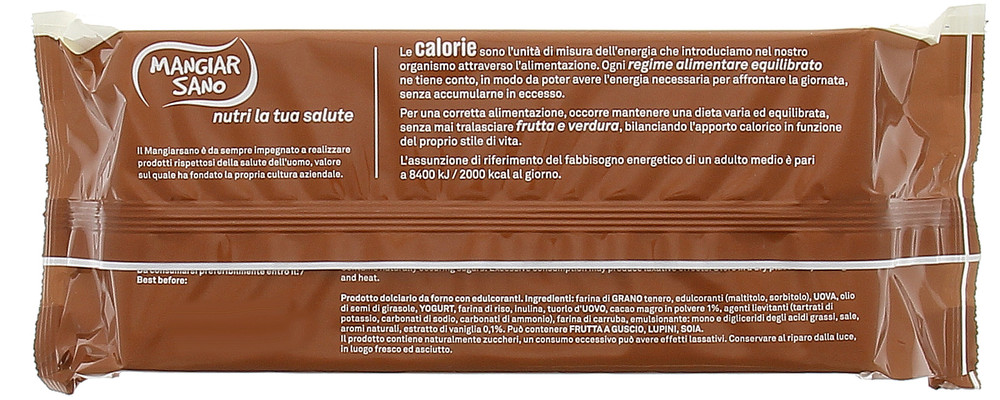 MANGIAR
SANO
nutri la tua salute
Il Mangiarsano è da sempre impegnato a realizzare
prodotti rispettosi della salute dell'uomo, valore
sul quale ha fondato la propria cultura aziendale.
Le calorie sono l'unità di misura dell'energia che introduciamo nel nostro
organismo attraverso l'alimentazione. Ogni regime alimentare equilibrato
ne tiene conto, in modo da poter avere l'energia necessaria per affrontare la giornata,
senza accumularne in eccesso.
Per una corretta alimentazione, occorre mantenere una dieta varia ed equilibrata,
senza mai tralasciare frutta e verdura, bilanciando l'apporto calorico in funzione
del proprio stile di vita.
L'assunzione di riferimento del fabbisogno energetico di un adulto medio è pari
a 8400 kJ / 2000 kcal al giorno.
Da consumarsi preferibilmente entro il:/
Best before:
and heat.
Prodotto dolciario da forno con edulcoranti. Ingredienti: farina di GRANO tenero, edulcoranti (maltitolo, sorbitolo), UOVA, olio
di semi di girasole, YOGURT, farina di riso, inulina, tuorlo d'UOVO, cacao magro in polvere 1%, agenti lievitanti (tartrati di
potassio, carbonati di sodio, carbonati di ammonio), farina di carruba, emulsionante: mono e digliceridi degli acidi grassi, sale,
aromi naturali, estratto di vaniglia 0,1%. Può contenere FRUTTA A GUSCIO, LUPINI, SOIA.
Il prodotto contiene naturalmente zuccheri, un consumo eccessivo può avere effetti lassativi. Conservare al riparo dalla luce,
in luogo fresco ed asciutto.